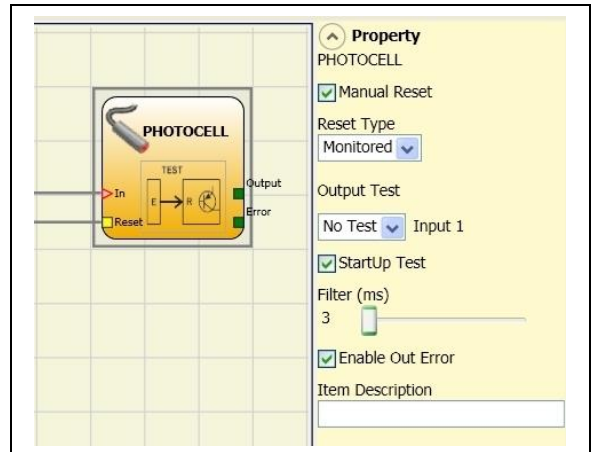 PHOTOCELL
TEST
In
Output
E
R
Reset
Error
Property
PHOTOCELL
Manual Reset
Reset Type
Monitored
Output Test
No Test Input 1
StartUp Test
Filter (ms)
3
Enable Out Error
Item Description